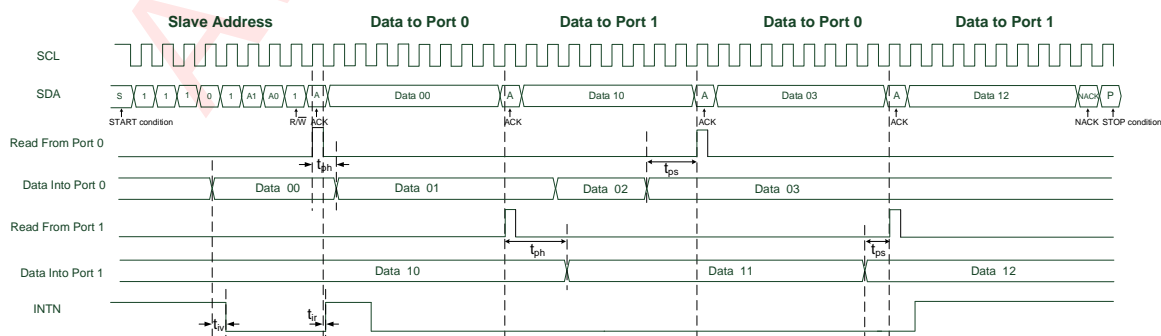 Slave Address Data to Port 0 Data to Port 1 Data to Port 0 Data to Port 1
SCL
SDA S 1 1 1 0 1 A1 A0 1 A Data 00 A Data 10 A Data 03 A Data 12 NACK P
START condition R/W ACK ACK ACK ACK NACK STOP condition
Read From Port 0
tph tps
Data Into Port 0 Data 00 Data 01 Data 02 Data 03
Read From Port 1
tph tps
Data Into Port 1 Data 10 Data 11 Data 12
INTN
tiv tir